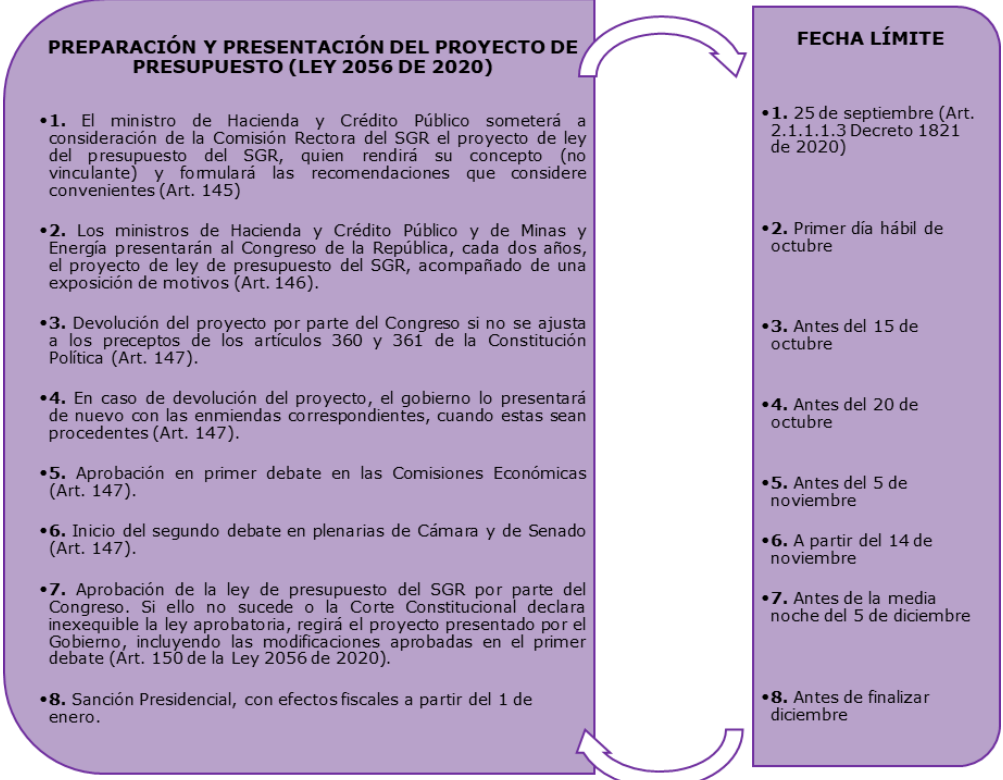 PREPARACIÓN Y PRESENTACIÓN DEL PROYECTO DE
PRESUPUESTO (LEY 2056 DE 2020)
•1. El ministro de Hacienda y Crédito Público someterá a
consideración de la Comisión Rectora del SGR el proyecto de ley
del presupuesto del SGR, quien rendirá su concepto (no
vinculante) y formulará las recomendaciones que considere
convenientes (Art. 145)
•2. Los ministros de Hacienda y Crédito Público y de Minas y
Energía presentarán al Congreso de la República, cada dos años,
el proyecto de ley de presupuesto del SGR, acompañado de una
exposición de motivos (Art. 146).
•3. Devolución del proyecto por parte del Congreso si no se ajusta
a los preceptos de los artículos 360 y 361 de la Constitución
Política (Art. 147).
•4. En caso de devolución del proyecto, el gobierno lo presentará
de nuevo con las enmiendas correspondientes, cuando estas sean
procedentes (Art. 147).
•5. Aprobación en primer debate en las Comisiones Económicas
(Art. 147).
•6. Inicio del segundo debate en plenarias de Cámara y de Senado
(Art. 147).
•7. Aprobación de la ley de presupuesto del SGR por parte del
Congreso. Si ello no sucede o la Corte Constitucional declara
inexequible la ley aprobatoria, regirá el proyecto presentado por el
Gobierno, incluyendo las modificaciones aprobadas en el primer
debate (Art. 150 de la Ley 2056 de 2020).
•8. Sanción Presidencial, con efectos fiscales a partir del 1 de
enero.
FECHA LÍMITE
•1. 25 de septiembre (Art.
2.1.1.1.3 Decreto 1821
de 2020)
•2. Primer día hábil de
octubre
•3. Antes del 15 de
octubre
•4. Antes del 20 de
octubre
•5. Antes del 5 de
noviembre
•6. A partir del 14 de
noviembre
•7. Antes de la media
noche del 5 de diciembre
•8. Antes de finalizar
diciembre